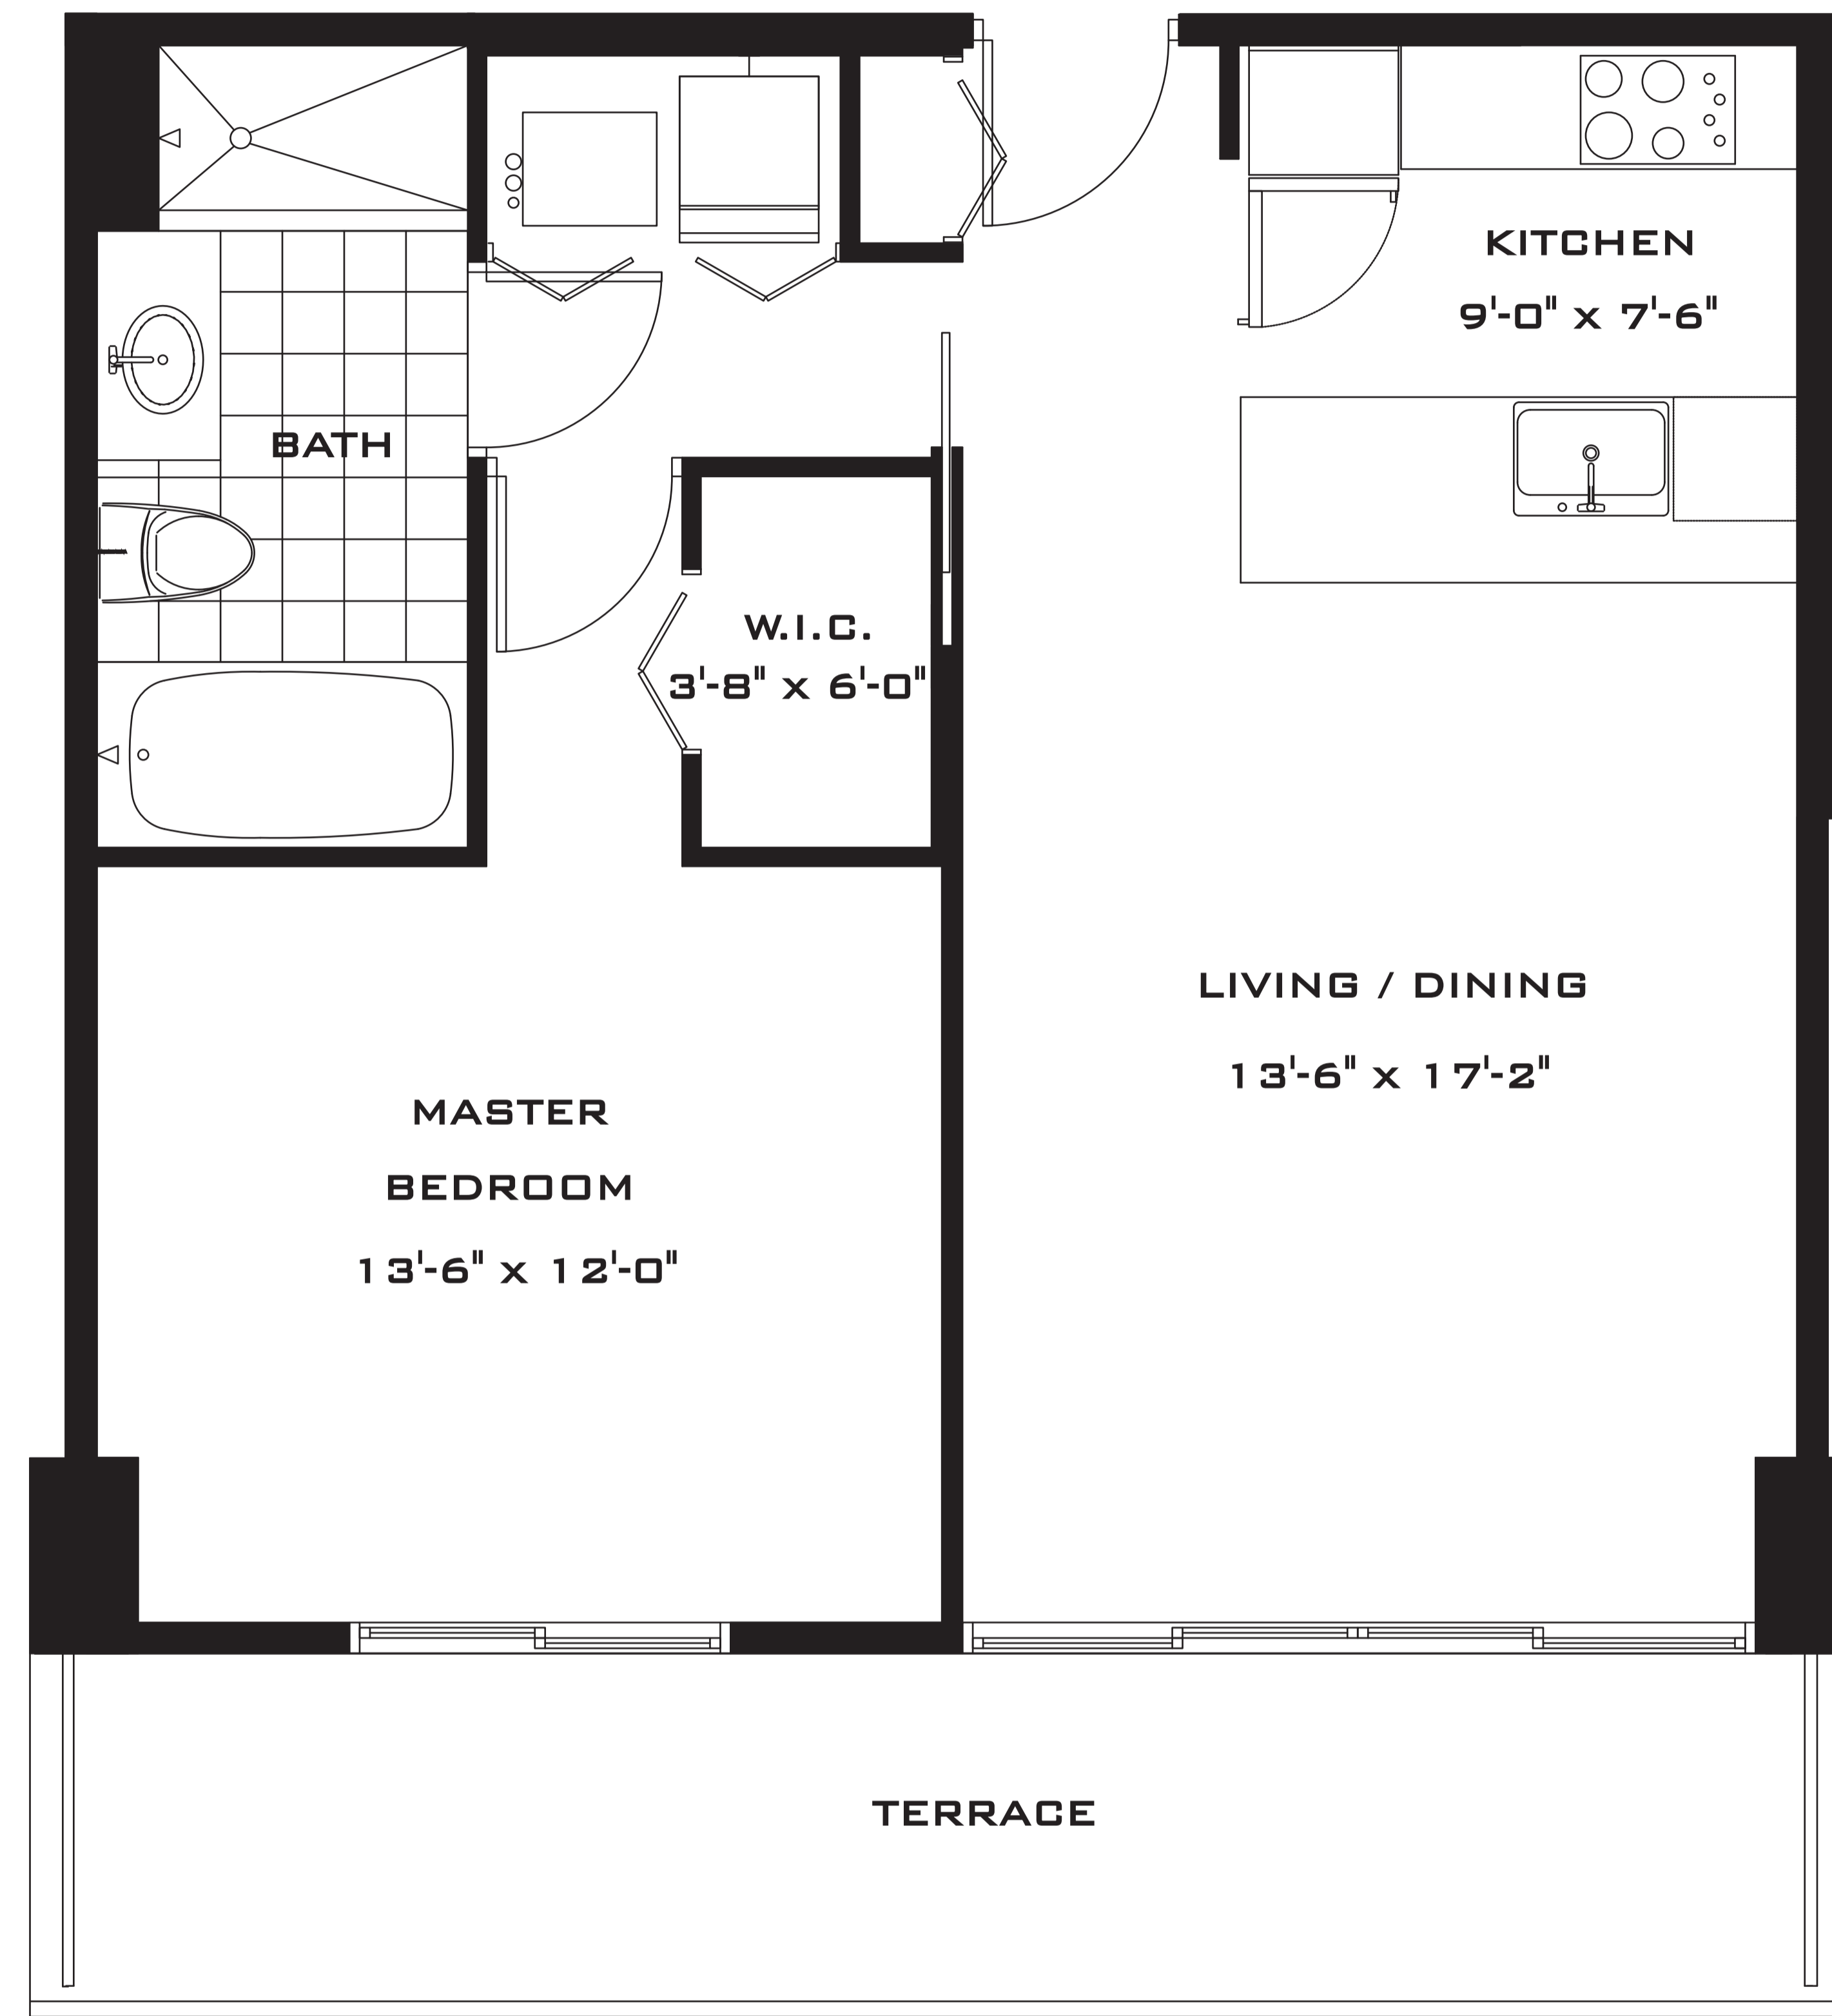 KITCHEN
9'-0" x 7'-6"
BATH
W.I.C.
3'-8" x 6'-0"
LIVING / DINING
13'-6" x 17'-2"
MASTER
BEDROOM
13'-6" x 12'-0"
TERRACE